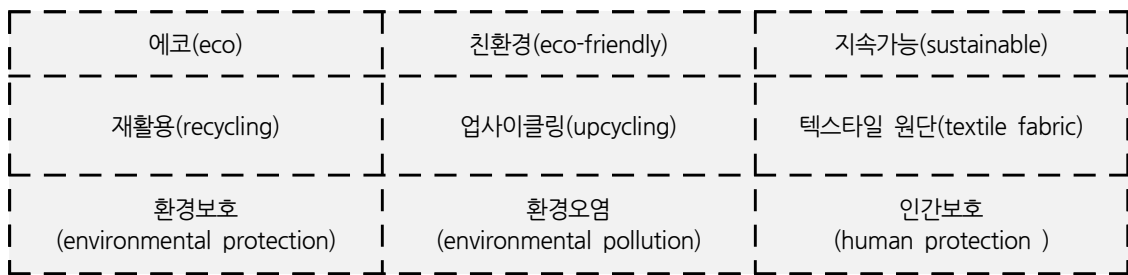 에코(eco)
친환경(eco-friendly)
지속가능(sustainable)
재활용(recycling)
업사이클링(upcycling)
텍스타일 원단(textile fabric)
환경보호
(environmental protection)
환경오염
(environmental pollution)
인간보호
(human protection )